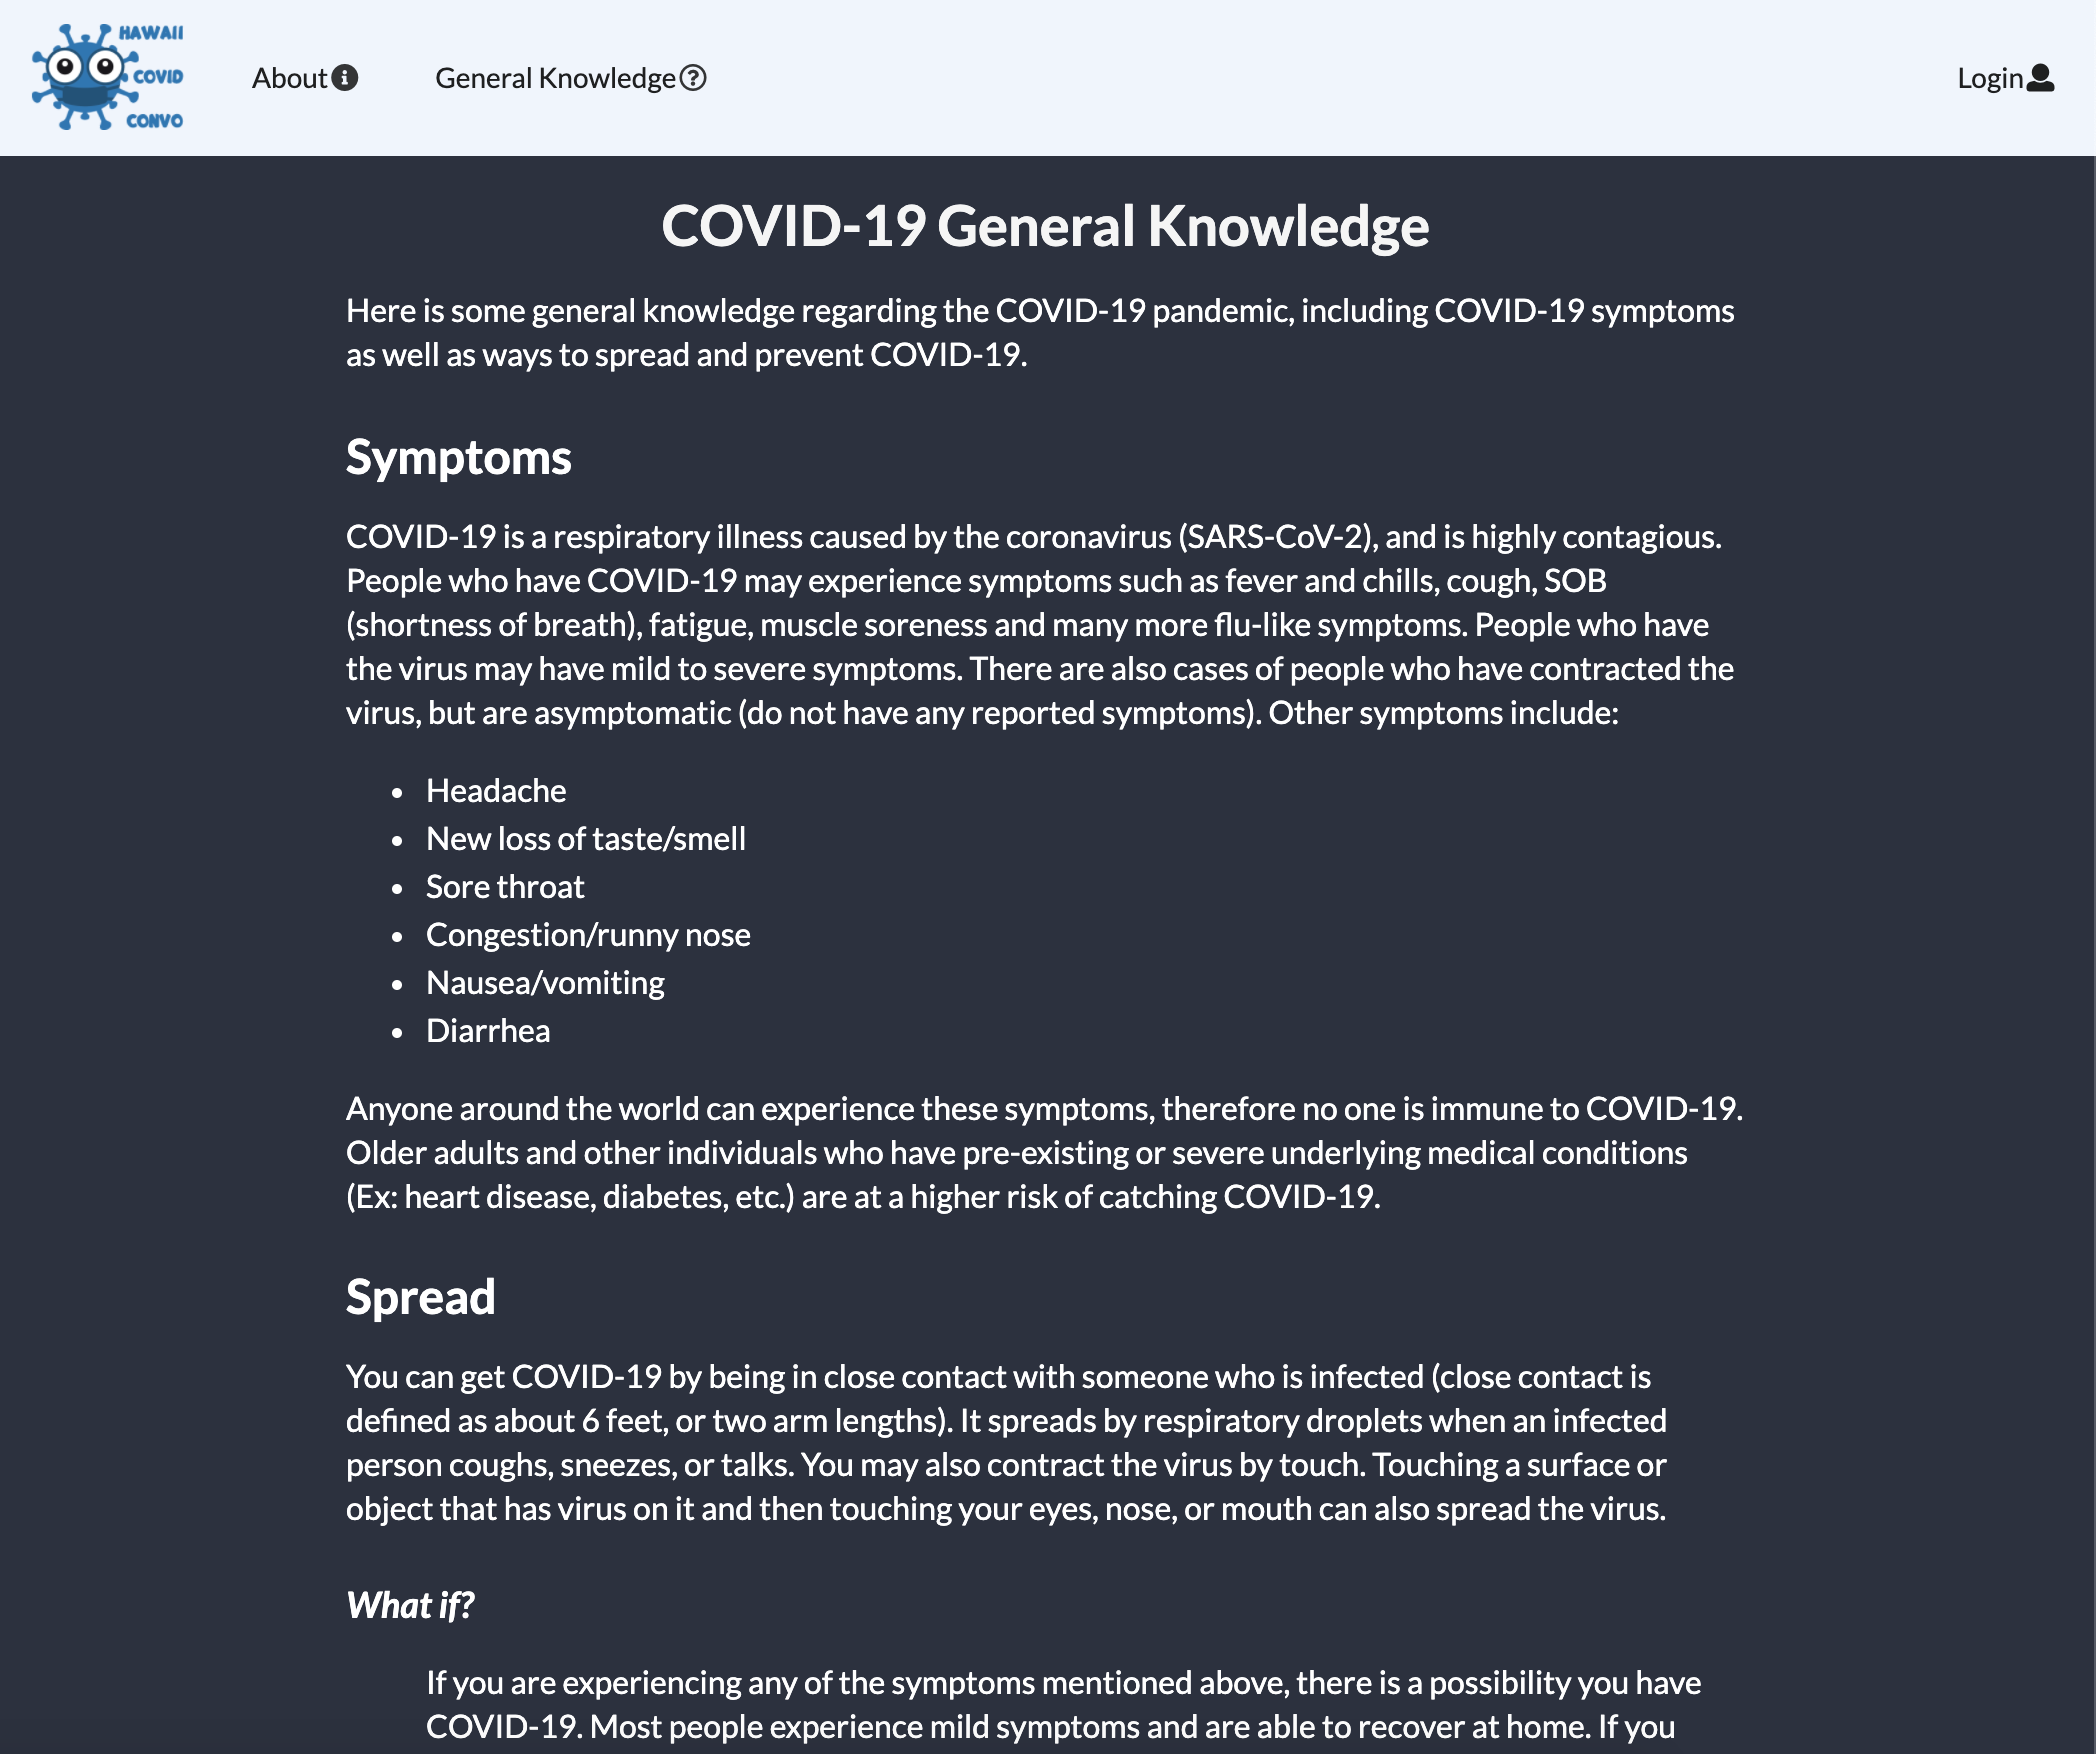 HAWAII
COVID
CONVO
About
General Knowledge
Login
COVID-19 General Knowledge
Here is some general knowledge regarding the COVID-19 pandemic, including COVID-19 symptoms
as well as ways to spread and prevent COVID-19.
Symptoms
COVID-19 is a respiratory illness caused by the coronavirus (SARS-CoV-2), and is highly contagious.
People who have COVID-19 may experience symptoms such as fever and chills, cough, SOB
(shortness of breath), fatigue, muscle soreness and many more flu-like symptoms. People who have
the virus may have mild to severe symptoms. There are also cases of people who have contracted the
virus, but are asymptomatic (do not have any reported symptoms). Other symptoms include:
• Headache
• New loss of taste/smell
• Sore throat
• Congestion/runny nose
• Nausea/vomiting
• Diarrhea
Anyone around the world can experience these symptoms, therefore no one is immune to COVID-19.
Older adults and other individuals who have pre-existing or severe underlying medical conditions
(Ex: heart disease, diabetes, etc.) are at a higher risk of catching COVID-19.
Spread
You can get COVID-19 by being in close contact with someone who is infected (close contact is
defined as about 6 feet, or two arm lengths). It spreads by respiratory droplets when an infected
person coughs, sneezes, or talks. You may also contract the virus by touch. Touching a surface or
object that has virus on it and then touching your eyes, nose, or mouth can also spread the virus.
What if?
If you are experiencing any of the symptoms mentioned above, there is a possibility you have
COVID-19. Most people experience mild symptoms and are able to recover at home. If you